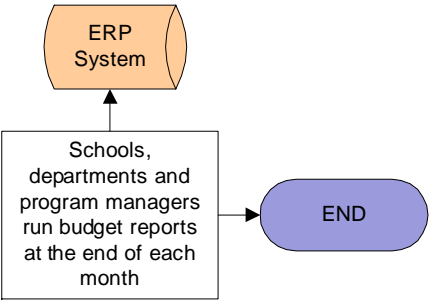 ERP
System
Schools,
departments and
program managers
run budget reports
at the end of each
month
END